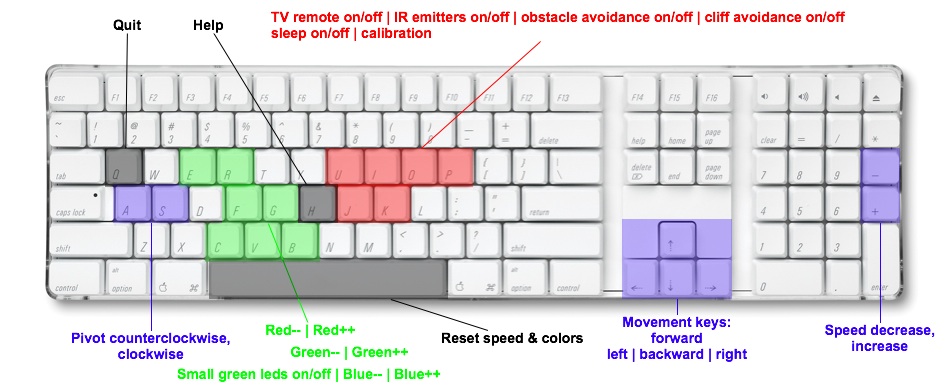 TV remote on/off | IR emitters on/off | obstacle avoidance on/off | cliff avoidance on/off
sleep on/off | calibration
Quit
Help
esc F1 F2 F3 F4 F5 F6 F7 F8 F9 F10 F11 F12 F13 F14 F15 F16
~ ! @ # $ % ^ & * ( ) — +
` 1 2 3 4 5 6 7 8 9 0 - = delete help home page up clear = / *
tab Q W E R T U I O P { [ } ] | \ delete end page down 7 8 9 −
caps lock A S D F G H J K L : ; " ' return 4 5 6 +
shift Z X C V B N M < , > . ? / shift ↑ 1 2 3
control alt option ⌘ ⌘ alt option control ← ↓ → 0 . enter
Pivot counterclockwise,
clockwise
Red-- | Red++
Green-- | Green++
Small green leds on/off | Blue-- | Blue++
Reset speed & colors
Movement keys:
forward
left | backward | right
Speed decrease,
increase